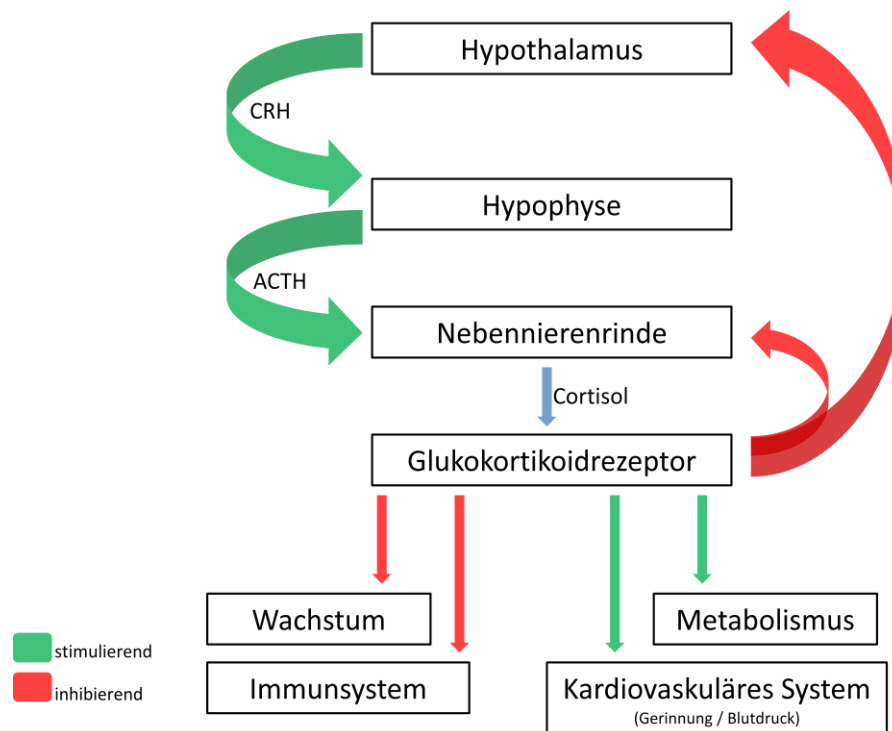 Hypothalamus
CRH
Hypophyse
ACTH
Nebennierenrinde
Cortisol
Glukokortikoidrezeptor
Wachstum
Metabolismus
stimulierend
inhibierend
Immunsystem
Kardiovaskuläres System
(Gerinnung / Blutdruck)